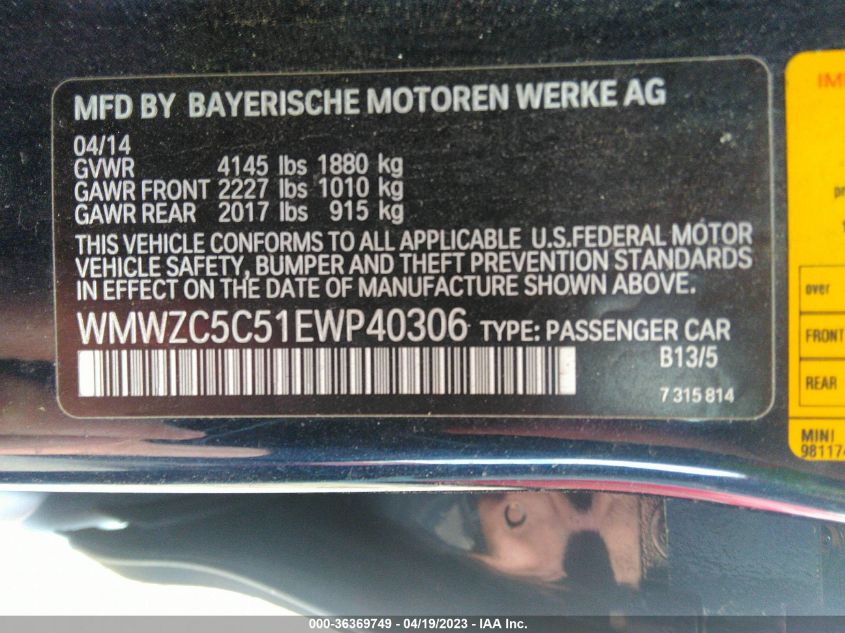 MFD BY BAYERISCHE MOTOREN WERKE AG
04/14
GVWR 4145 lbs 1880 kg
GAWR FRONT 2227 lbs 1010 kg
GAWR REAR 2017 lbs 915 kg
THIS VEHICLE CONFORMS TO ALL APPLICABLE U.S.FEDERAL MOTOR
VEHICLE SAFETY, BUMPER AND THEFT PREVENTION STANDARDS
IN EFFECT ON THE DATE OF MANUFACTURE SHOWN ABOVE.
WMWZC5C51EWP40306 TYPE: PASSENGER CAR
B13/5
7 315 814
over
FRONT
REAR
MINI
000-36369749 - 04/19/2023 - IAA Inc.